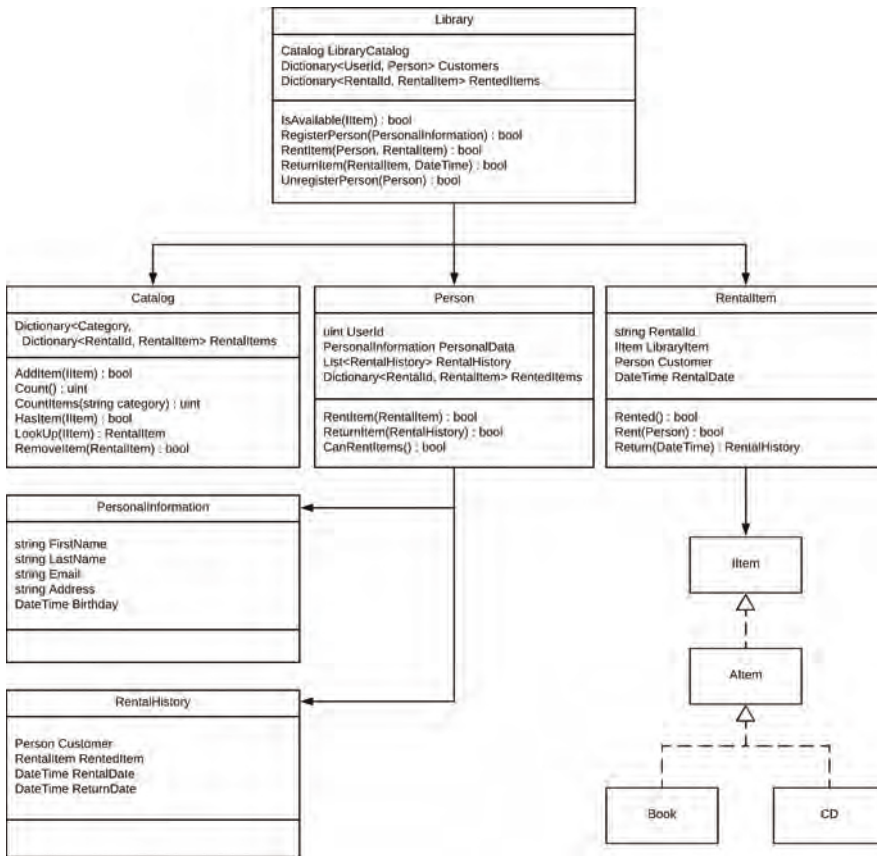 Library
Catalog LibraryCatalog
Dictionary<UserId, Person> Customers
Dictionary<RentalId, RentalItem> RentedItems
IsAvailable(IItem) : bool
RegisterPerson(PersonalInformation) : bool
RentItem(Person, RentalItem) : bool
ReturnItem(RentalItem, DateTime) : bool
UnregisterPerson(Person) : bool
Catalog
Dictionary<Category,
Dictionary<RentalId, RentalItem> RentalItems
AddItem(IItem) : bool
Count() : uint
CountItems(string category) : uint
HasItem(IItem) : bool
LookUp(IItem) : RentalItem
RemoveItem(RentalItem) : bool
Person
uint UserId
PersonalInformation PersonalData
List<RentalHistory> RentalHistory
Dictionary<RentalId, RentalItem> RentedItems
RentItem(RentalItem) : bool
ReturnItem(RentalHistory) : bool
CanRentItems() : bool
RentalItem
string RentalId
IItem LibraryItem
Person Customer
DateTime RentalDate
Rented() : bool
Rent(Person) : bool
Return(DateTime) : RentalHistory
PersonalInformation
string FirstName
string LastName
string Email
string Address
DateTime Birthday
RentalHistory
Person Customer
RentalItem RentedItem
DateTime RentalDate
DateTime ReturnDate
IItem
AItem
Book
CD